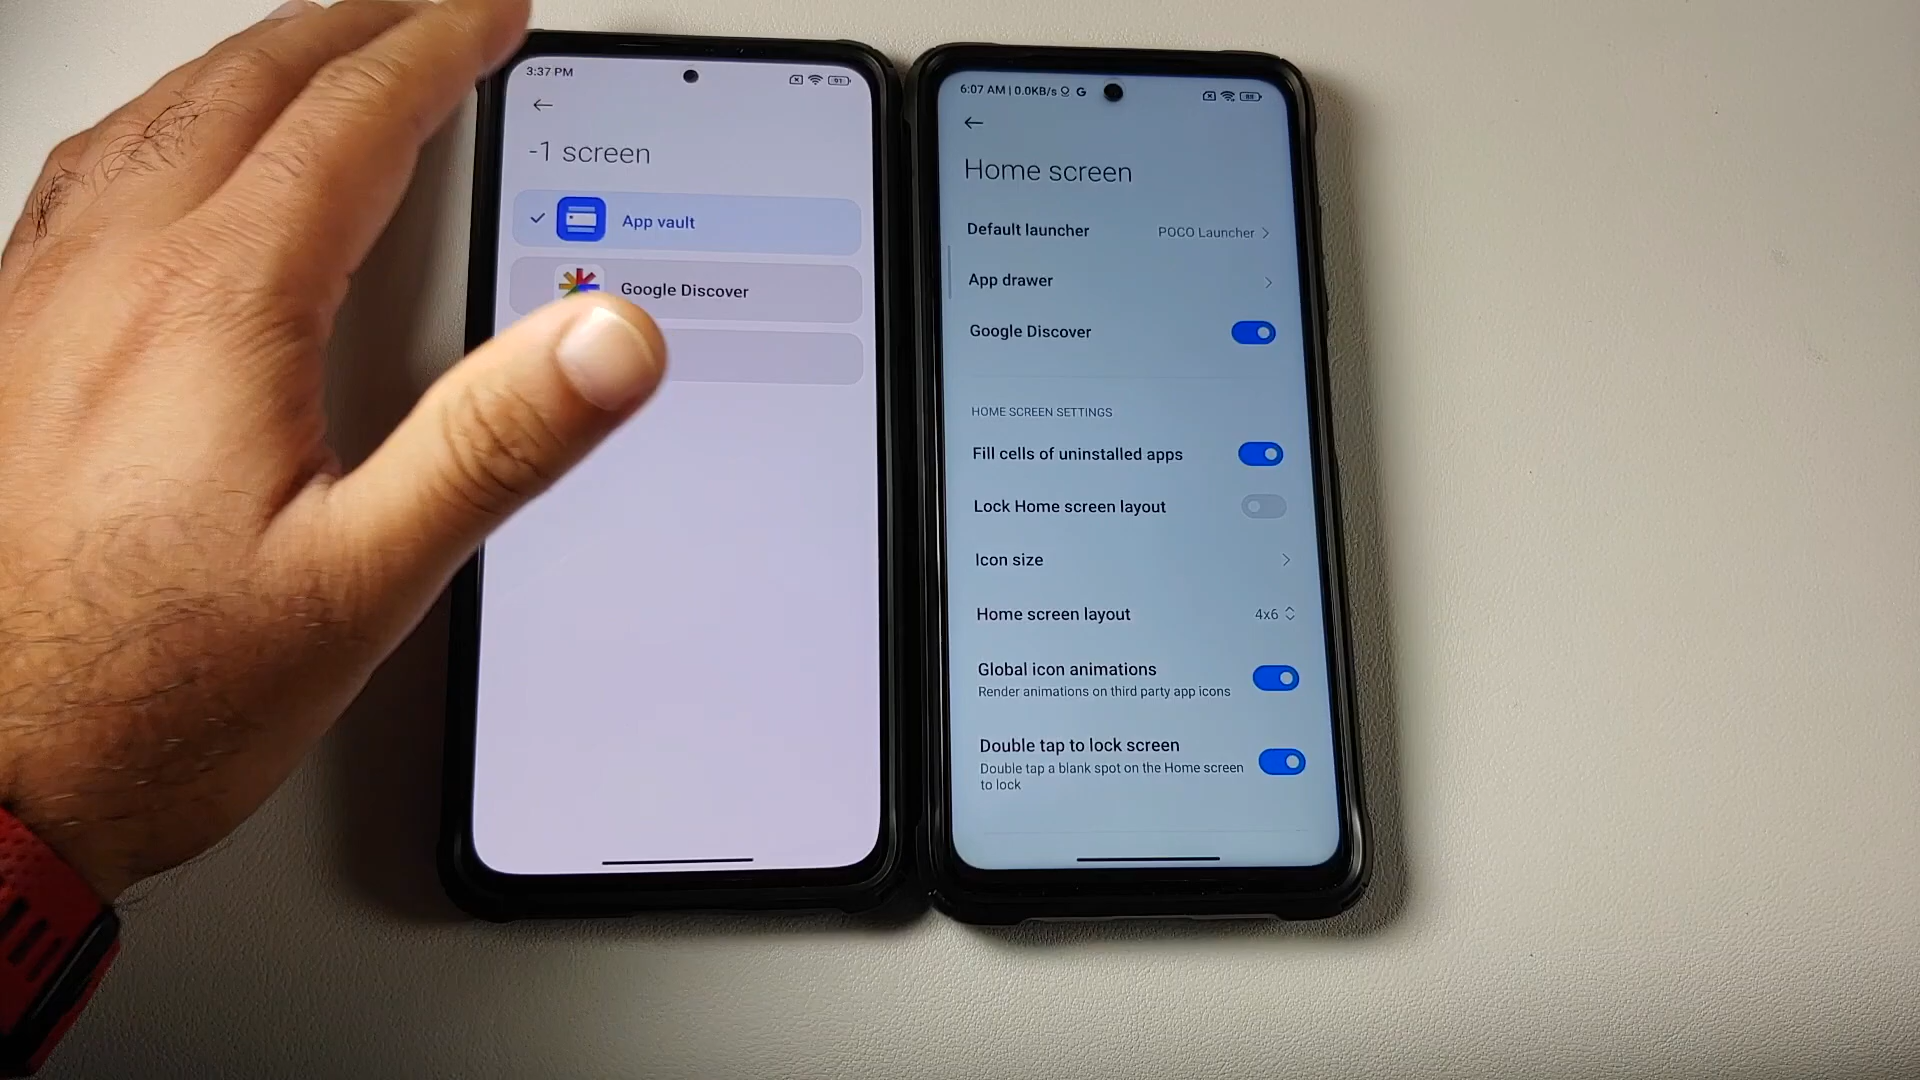 3:37 PM
91
-1 screen
App vault
Google Discover
6:07 AM | 0.0KB/s G
Home screen
Default launcher POCO Launcher
App drawer
Google Discover
HOME SCREEN SETTINGS
Fill cells of uninstalled apps
Lock Home screen layout
Icon size
Home screen layout 4x6
Global icon animations
Render animations on third party app icons
Double tap to lock screen
Double tap a blank spot on the Home screen
to lock